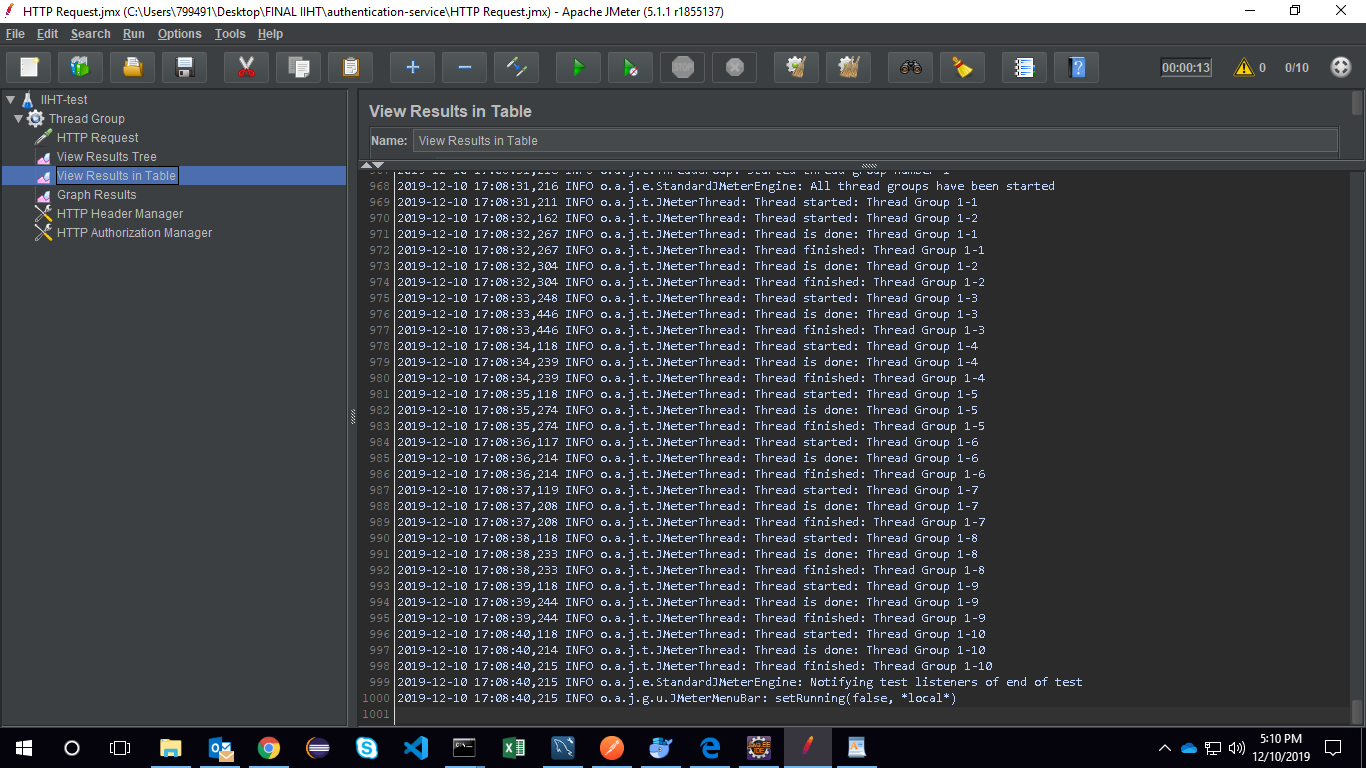 HTTP Request.jmx (C:\Users\799491\Desktop\FINAL IIHT\authentication-service\HTTP Request.jmx) - Apache JMeter (5.1.1 r1855137)
File Edit Search Run Options Tools Help
STOP
00:00:13
0
0/10
IIHT-test
Thread Group
HTTP Request
View Results Tree
View Results in Table
Graph Results
HTTP Header Manager
HTTP Authorization Manager
View Results in Table
Name: View Results in Table
968 2019-12-10 17:08:31,216 INFO o.a.j.e.StandardJMeterEngine: All thread groups have been started
969 2019-12-10 17:08:31,211 INFO o.a.j.t.JMeterThread: Thread started: Thread Group 1-1
970 2019-12-10 17:08:32,162 INFO o.a.j.t.JMeterThread: Thread started: Thread Group 1-2
971 2019-12-10 17:08:32,267 INFO o.a.j.t.JMeterThread: Thread is done: Thread Group 1-1
972 2019-12-10 17:08:32,267 INFO o.a.j.t.JMeterThread: Thread finished: Thread Group 1-1
973 2019-12-10 17:08:32,304 INFO o.a.j.t.JMeterThread: Thread is done: Thread Group 1-2
974 2019-12-10 17:08:32,304 INFO o.a.j.t.JMeterThread: Thread finished: Thread Group 1-2
975 2019-12-10 17:08:33,248 INFO o.a.j.t.JMeterThread: Thread started: Thread Group 1-3
976 2019-12-10 17:08:33,446 INFO o.a.j.t.JMeterThread: Thread is done: Thread Group 1-3
977 2019-12-10 17:08:33,446 INFO o.a.j.t.JMeterThread: Thread finished: Thread Group 1-3
978 2019-12-10 17:08:34,118 INFO o.a.j.t.JMeterThread: Thread started: Thread Group 1-4
979 2019-12-10 17:08:34,239 INFO o.a.j.t.JMeterThread: Thread is done: Thread Group 1-4
980 2019-12-10 17:08:34,239 INFO o.a.j.t.JMeterThread: Thread finished: Thread Group 1-4
981 2019-12-10 17:08:35,118 INFO o.a.j.t.JMeterThread: Thread started: Thread Group 1-5
982 2019-12-10 17:08:35,274 INFO o.a.j.t.JMeterThread: Thread is done: Thread Group 1-5
983 2019-12-10 17:08:35,274 INFO o.a.j.t.JMeterThread: Thread finished: Thread Group 1-5
984 2019-12-10 17:08:36,117 INFO o.a.j.t.JMeterThread: Thread started: Thread Group 1-6
985 2019-12-10 17:08:36,214 INFO o.a.j.t.JMeterThread: Thread is done: Thread Group 1-6
986 2019-12-10 17:08:36,214 INFO o.a.j.t.JMeterThread: Thread finished: Thread Group 1-6
987 2019-12-10 17:08:37,119 INFO o.a.j.t.JMeterThread: Thread started: Thread Group 1-7
988 2019-12-10 17:08:37,208 INFO o.a.j.t.JMeterThread: Thread is done: Thread Group 1-7
989 2019-12-10 17:08:37,208 INFO o.a.j.t.JMeterThread: Thread finished: Thread Group 1-7
990 2019-12-10 17:08:38,118 INFO o.a.j.t.JMeterThread: Thread started: Thread Group 1-8
991 2019-12-10 17:08:38,233 INFO o.a.j.t.JMeterThread: Thread is done: Thread Group 1-8
992 2019-12-10 17:08:38,233 INFO o.a.j.t.JMeterThread: Thread finished: Thread Group 1-8
993 2019-12-10 17:08:39,118 INFO o.a.j.t.JMeterThread: Thread started: Thread Group 1-9
994 2019-12-10 17:08:39,244 INFO o.a.j.t.JMeterThread: Thread is done: Thread Group 1-9
995 2019-12-10 17:08:39,244 INFO o.a.j.t.JMeterThread: Thread finished: Thread Group 1-9
996 2019-12-10 17:08:40,118 INFO o.a.j.t.JMeterThread: Thread started: Thread Group 1-10
997 2019-12-10 17:08:40,214 INFO o.a.j.t.JMeterThread: Thread is done: Thread Group 1-10
998 2019-12-10 17:08:40,215 INFO o.a.j.t.JMeterThread: Thread finished: Thread Group 1-10
999 2019-12-10 17:08:40,215 INFO o.a.j.e.StandardJMeterEngine: Notifying test listeners of end of test
1000 2019-12-10 17:08:40,215 INFO o.a.j.g.u.JMeterMenuBar: setRunning(false, *local*)
1001
5:10 PM
12/10/2019